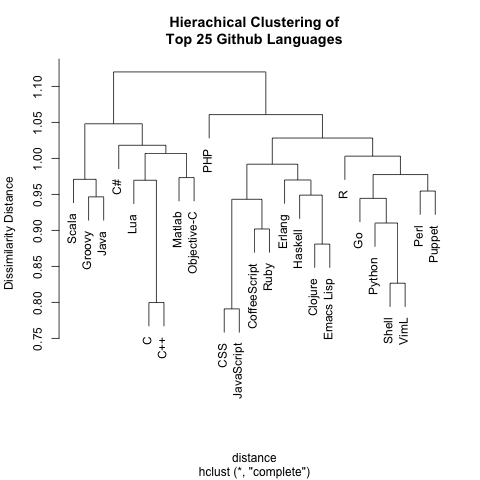 Hierachical Clustering of
Top 25 Github Languages
Dissimilarity Distance
1.10
1.05
1.00
0.95
0.90
0.85
0.80
0.75
Scala
Groovy
Java
C#
Lua
C
C++
Matlab
Objective-C
PHP
CSS
JavaScript
CoffeeScript
Ruby
Erlang
Haskell
Clojure
Emacs Lisp
R
Go
Python
Shell
VimL
Perl
Puppet
distance
hclust (*, "complete")